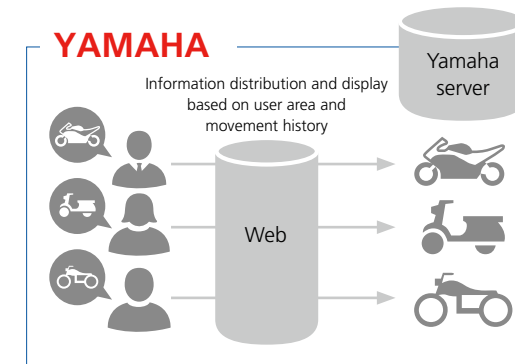 YAMAHA
Yamaha
server
Information distribution and display
based on user area and
movement history
Web